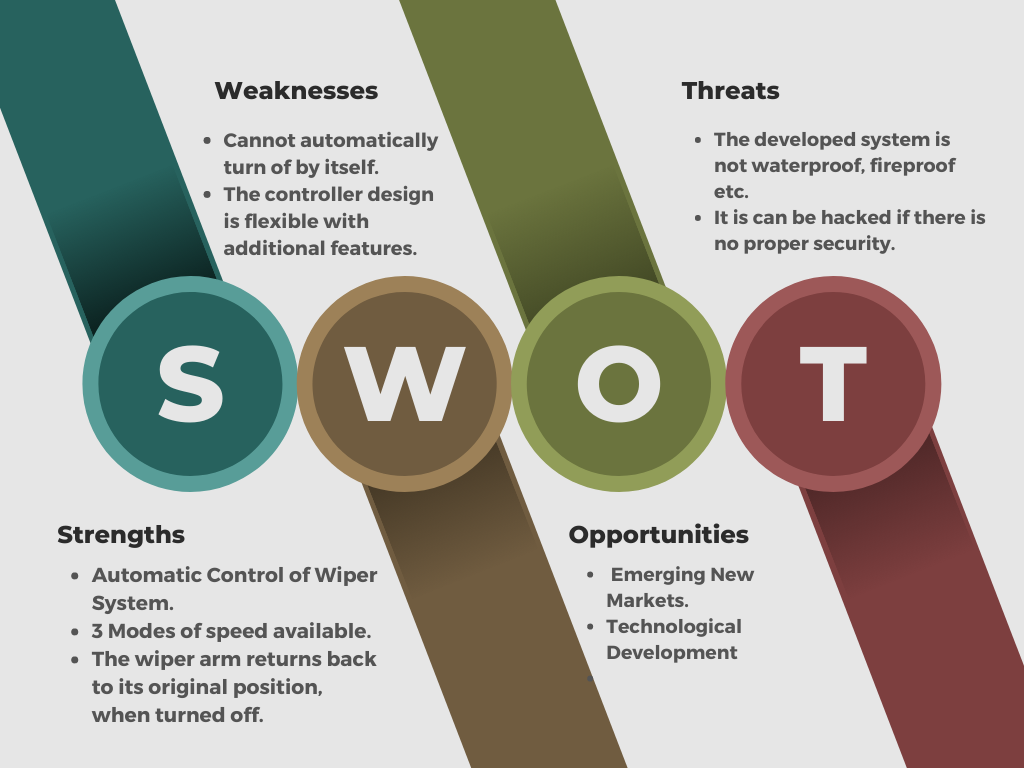 Weaknesses
• Cannot automatically
turn of by itself.
• The controller design
is flexible with
additional features.
Threats
• The developed system is
not waterproof, fireproof
etc.
• It is can be hacked if there is
no proper security.
S W O T
Strengths
• Automatic Control of Wiper
System.
• 3 Modes of speed available.
• The wiper arm returns back
to its original position,
when turned off.
Opportunities
• Emerging New
Markets.
• Technological
Development
•